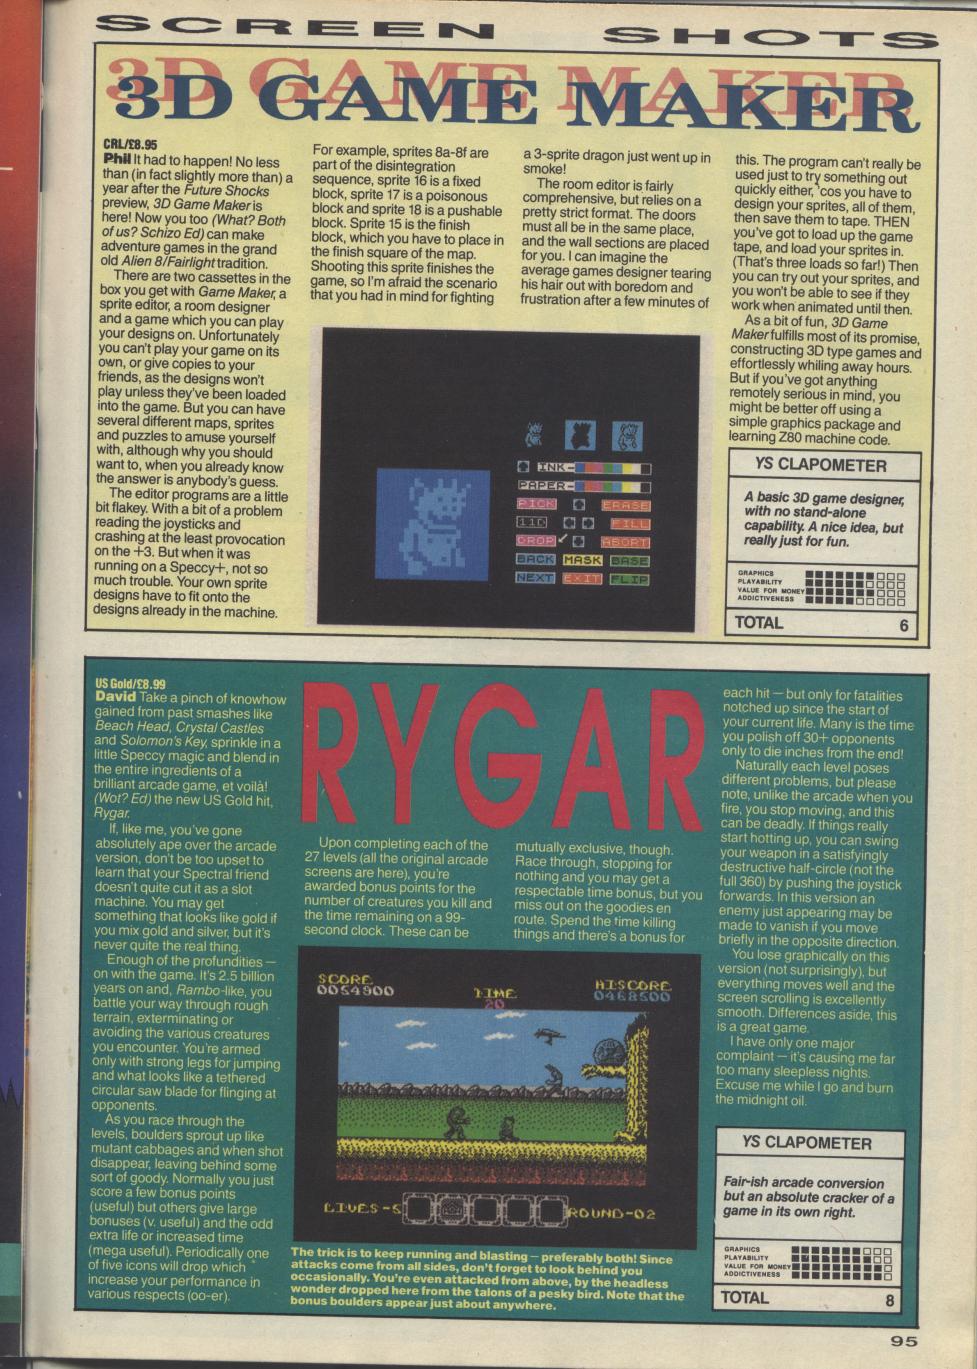 SCREEN SHOTS
3D GAME MAKER
CRL/£8.95
Phil It had to happen! No less
than (in fact slightly more than) a
year after the Future Shocks
preview, 3D Game Maker is
here! Now you too (What? Both
of us? Schizo Ed) can make
adventure games in the grand
old Alien 8/Fairlight tradition.
There are two cassettes in the
box you get with Game Maker, a
sprite editor, a room designer
and a game which you can play
your designs on. Unfortunately
you can't play your game on its
own, or give copies to your
friends, as the designs won't
play unless they've been loaded
into the game. But you can have
several different maps, sprites
and puzzles to amuse yourself
with, although why you should
want to, when you already know
the answer is anybody's guess.
The editor programs are a little
bit flakey. With a bit of a problem
reading the joysticks and
crashing at the least provocation
on the +3. But when it was
running on a Speccy+, not so
much trouble. Your own sprite
designs have to fit onto the
designs already in the machine.
For example, sprites 8a-8f are
part of the disintegration
sequence, sprite 16 is a fixed
block, sprite 17 is a poisonous
block and sprite 18 is a pushable
block. Sprite 15 is the finish
block, which you have to place in
the finish square of the map.
Shooting this sprite finishes the
game, so I'm afraid the scenario
that you had in mind for fighting
a 3-sprite dragon just went up in
smoke!
The room editor is fairly
comprehensive, but relies on a
pretty strict format. The doors
must all be in the same place,
and the wall sections are placed
for you. I can imagine the
average games designer tearing
his hair out with boredom and
frustration after a few minutes of
this. The program can't really be
used just to try something out
quickly either, 'cos you have to
design your sprites, all of them,
then save them to tape. THEN
you've got to load up the game
tape, and load your sprites in.
(That's three loads so far!) Then
you can try out your sprites, and
you won't be able to see if they
work when animated until then.
As a bit of fun, 3D Game
Maker fulfills most of its promise,
constructing 3D type games and
effortlessly whiling away hours.
But if you've got anything
remotely serious in mind, you
might be better off using a
simple graphics package and
learning Z80 machine code.
INK-
PAPER-
PICK ERASE
110 FILL
DROP ABORT
BACK MASK BASE
NEXT EXIT FLIP
YS CLAPOMETER
A basic 3D game designer,
with no stand-alone
capability. A nice idea, but
really just for fun.
GRAPHICS
PLAYABILITY
VALUE FOR MONEY
ADDICTIVENESS
TOTAL 6
RYGAR
US Gold/£8.99
David Take a pinch of knowhow
gained from past smashes like
Beach Head, Crystal Castles
and Solomon's Key, sprinkle in a
little Speccy magic and blend in
the entire ingredients of a
brilliant arcade game, et voilà!
(Wot? Ed) the new US Gold hit,
Rygar.
If, like me, you've gone
absolutely ape over the arcade
version, don't be too upset to
learn that your Spectral friend
doesn't quite cut it as a slot
machine. You may get
something that looks like gold if
you mix gold and silver, but it's
never quite the real thing.
Enough of the profundities —
on with the game. It's 2.5 billion
years on and, Rambo-like, you
battle your way through rough
terrain, exterminating or
avoiding the various creatures
you encounter. You're armed
only with strong legs for jumping
and what looks like a tethered
circular saw blade for flinging at
opponents.
As you race through the
levels, boulders sprout up like
mutant cabbages and when shot
disappear, leaving behind some
sort of goody. Normally you just
score a few bonus points
(useful) but others give large
bonuses (v. useful) and the odd
extra life or increased time
(mega useful). Periodically one
of five icons will drop which
increase your performance in
various respects (oo-er).
Upon completing each of the
27 levels (all the original arcade
screens are here), you're
awarded bonus points for the
number of creatures you kill and
the time remaining on a 99-
second clock. These can be
mutually exclusive, though.
Race through, stopping for
nothing and you may get a
respectable time bonus, but you
miss out on the goodies en
route. Spend the time killing
things and there's a bonus for
each hit — but only for fatalities
notched up since the start of
your current life. Many is the time
you polish off 30+ opponents
only to die inches from the end!
Naturally each level poses
different problems, but please
note, unlike the arcade when you
fire, you stop moving, and this
can be deadly. If things really
start hotting up, you can swing
your weapon in a satisfyingly
destructive half-circle (not the
full 360) by pushing the joystick
forwards. In this version an
enemy just appearing may be
made to vanish if you move
briefly in the opposite direction.
You lose graphically on this
version (not surprisingly), but
everything moves well and the
screen scrolling is excellently
smooth. Differences aside, this
is a great game.
I have only one major
complaint — it's causing me far
too many sleepless nights.
Excuse me while I go and burn
the midnight oil.
SCORE TIME HISCORE
0054900 20 0468500
LIVES-5 ROUND-02
The trick is to keep running and blasting — preferably both! Since
attacks come from all sides, don't forget to look behind you
occasionally. You're even attacked from above, by the headless
wonder dropped here from the talons of a pesky bird. Note that the
bonus boulders appear just about anywhere.
YS CLAPOMETER
Fair-ish arcade conversion
but an absolute cracker of a
game in its own right.
GRAPHICS
PLAYABILITY
VALUE FOR MONEY
ADDICTIVENESS
TOTAL 8
95